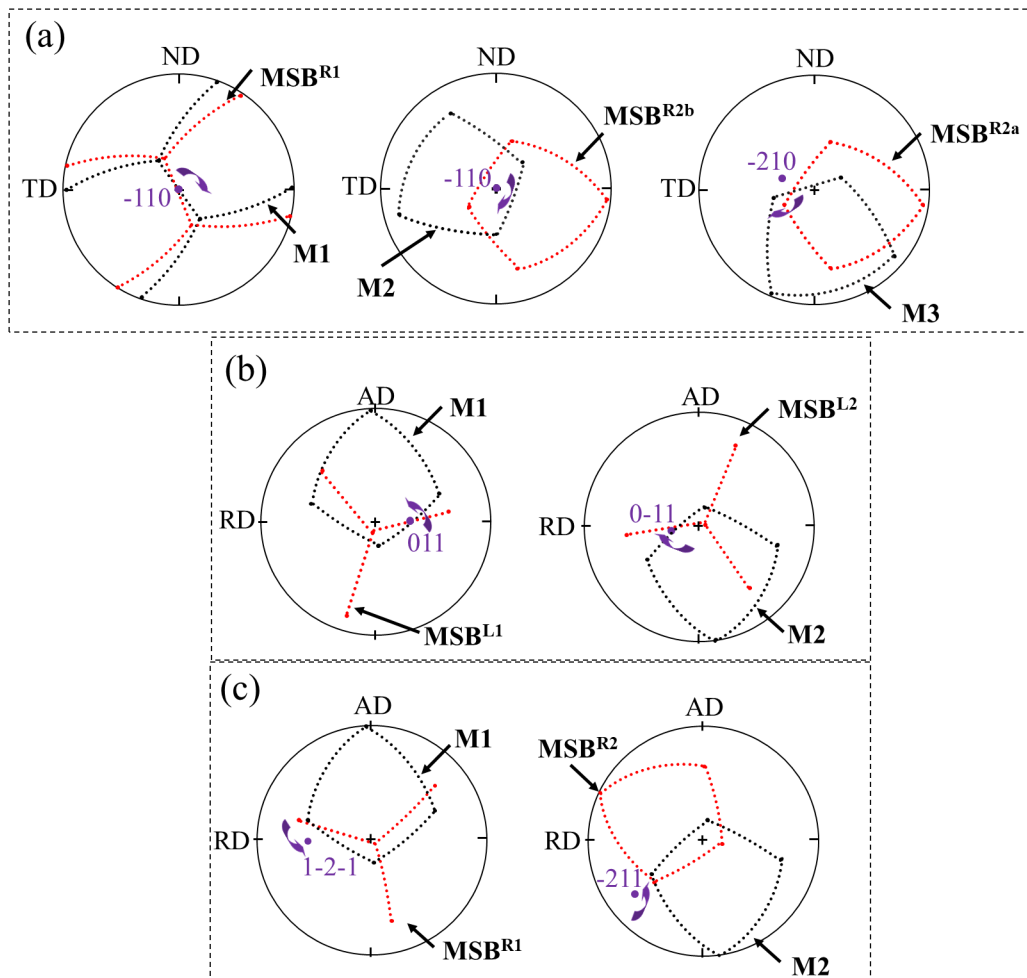 (a)
ND
MSB^R1
TD
-110
M1
ND
MSB^R2b
TD
-110
M2
ND
MSB^R2a
-210
TD
M3
(b)
AD
M1
RD
011
MSB^L1
AD
MSB^L2
RD
0-11
M2
(c)
AD
M1
RD
1-2-1
MSB^R1
AD
MSB^R2
RD
-211
M2